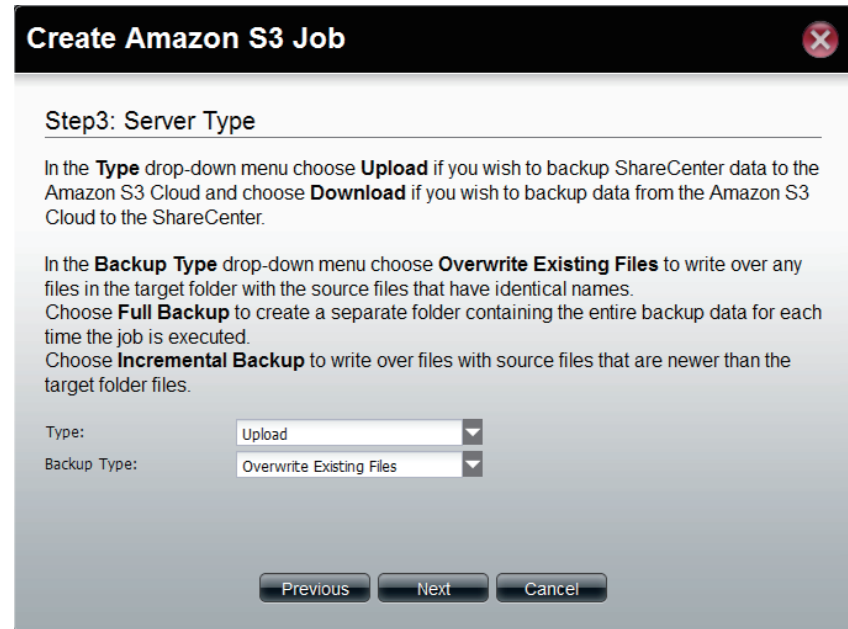 Create Amazon S3 Job
Step3: Server Type
In the Type drop-down menu choose Upload if you wish to backup ShareCenter data to the
Amazon S3 Cloud and choose Download if you wish to backup data from the Amazon S3
Cloud to the ShareCenter.
In the Backup Type drop-down menu choose Overwrite Existing Files to write over any
files in the target folder with the source files that have identical names.
Choose Full Backup to create a separate folder containing the entire backup data for each
time the job is executed.
Choose Incremental Backup to write over files with source files that are newer than the
target folder files.
Type: Upload
Backup Type: Overwrite Existing Files
Previous Next Cancel